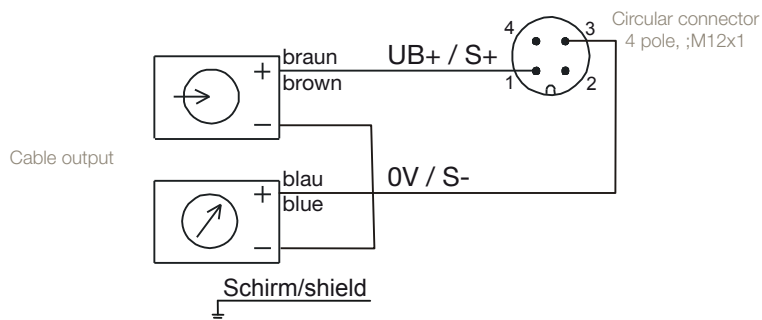 4
3
1
2
Circular connector
4 pole, ;M12x1
braun
brown
UB+ / S+
+
−
Cable output
blau
blue
0V / S-
+
−
Schirm/shield